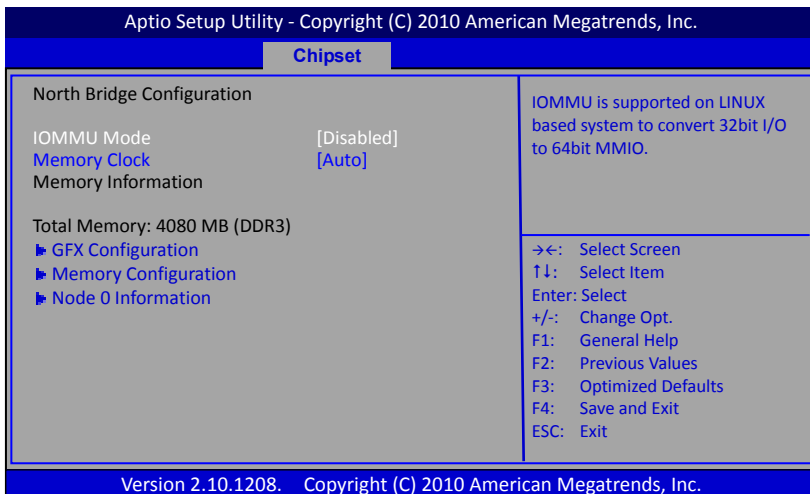 Aptio Setup Utility - Copyright (C) 2010 American Megatrends, Inc.
Chipset
North Bridge Configuration
IOMMU Mode [Disabled]
Memory Clock [Auto]
Memory Information
Total Memory: 4080 MB (DDR3)
GFX Configuration
Memory Configuration
Node 0 Information
IOMMU is supported on LINUX
based system to convert 32bit I/O
to 64bit MMIO.
→←: Select Screen
↑↓: Select Item
Enter: Select
+/-: Change Opt.
F1: General Help
F2: Previous Values
F3: Optimized Defaults
F4: Save and Exit
ESC: Exit
Version 2.10.1208. Copyright (C) 2010 American Megatrends, Inc.